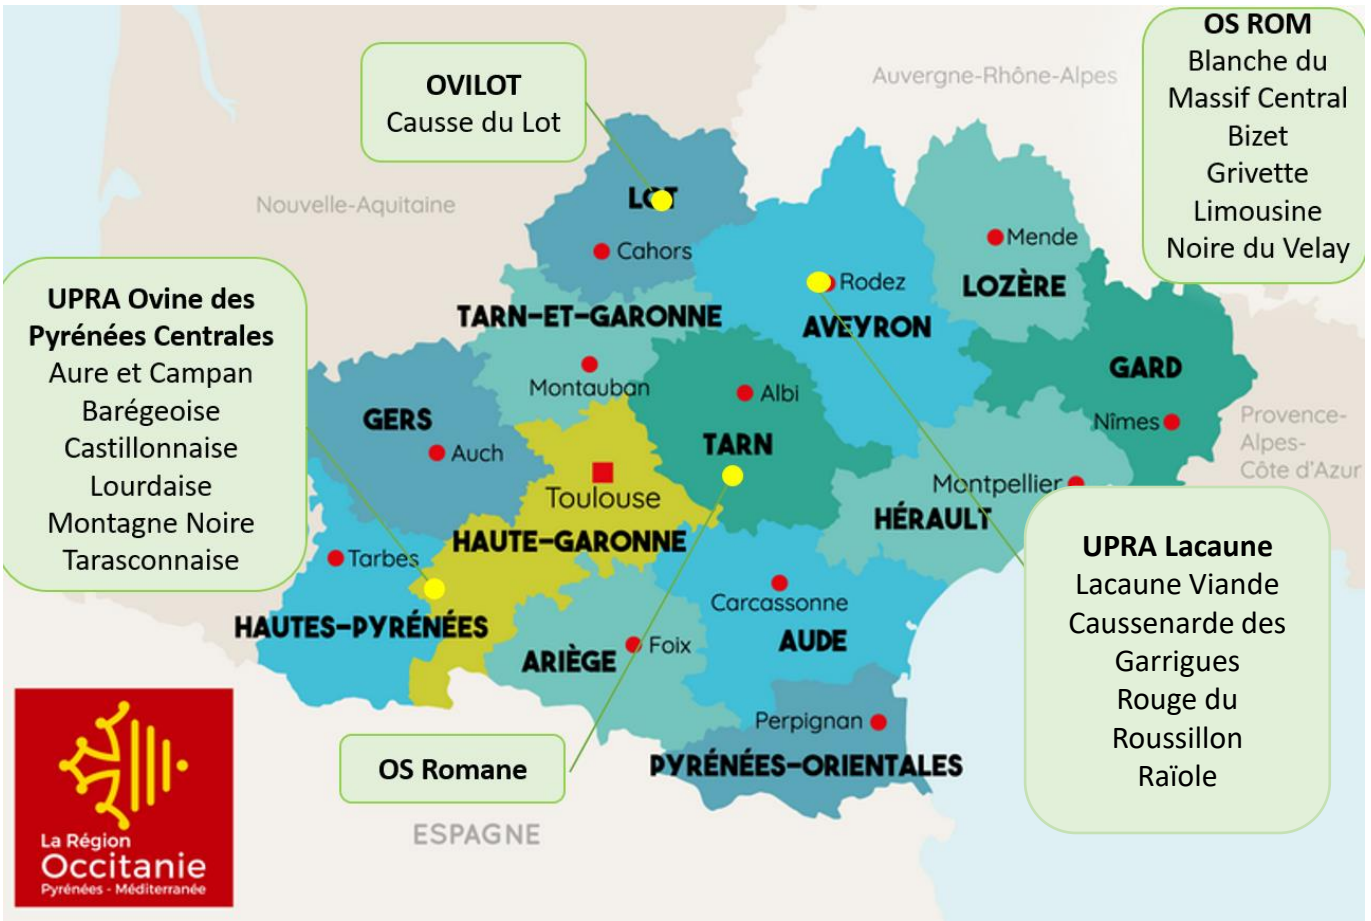 OS ROM
Blanche du
Massif Central
Bizet
Grivette
Limousine
Noire du Velay
OVILOT
Causse du Lot
Auvergne-Rhône-Alpes
Nouvelle-Aquitaine
LOT
Cahors
Mende
LOZÈRE
Rodez
AVEYRON
UPRA Ovine des
Pyrénées Centrales
Aure et Campan
Barégeoise
Castillonnaise
Lourdaise
Montagne Noire
Tarasconnaise
TARN-ET-GARONNE
Montauban
GARD
Nîmes
Provence-
Alpes-
Côte d'Azur
Albi
TARN
GERS
Auch
Toulouse
HAUTE-GARONNE
Montpellier
HÉRAULT
Tarbes
HAUTES-PYRÉNÉES
Carcassonne
AUDE
Foix
ARIÈGE
UPRA Lacaune
Lacaune Viande
Caussenarde des
Garrigues
Rouge du
Roussillon
Raïole
Perpignan
PYRÉNÉES-ORIENTALES
OS Romane
ESPAGNE
La Région
Occitanie
Pyrénées - Méditerranée